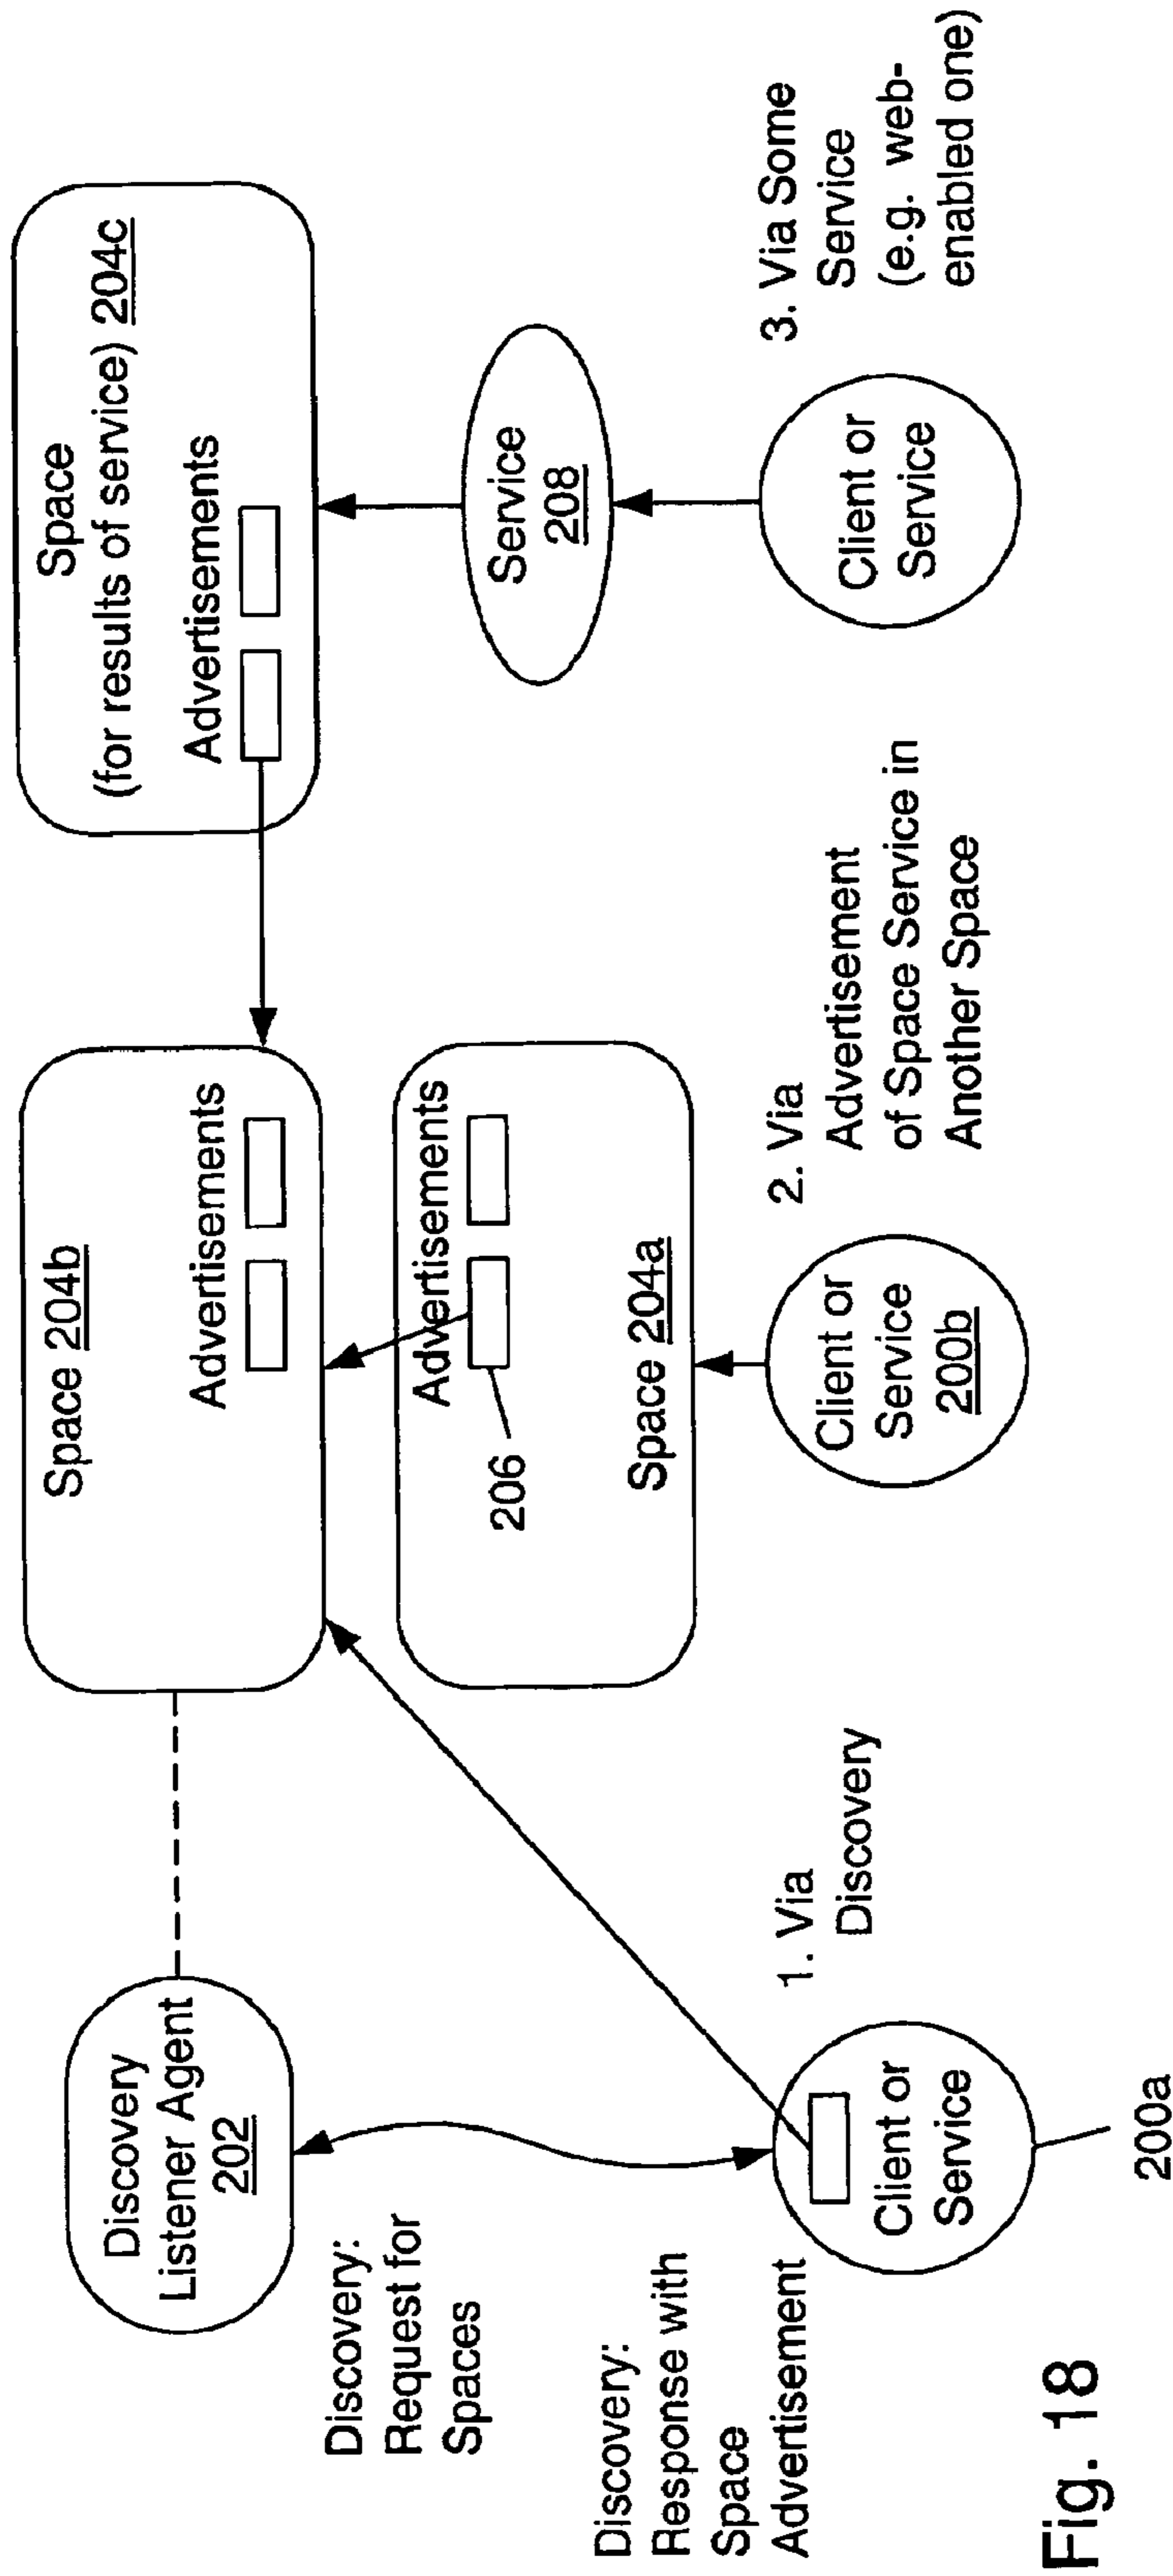 Discovery
Listener Agent
202
Discovery:
Request for
Spaces
Discovery:
Response with
Space
Advertisement
Client or
Service
200a
1. Via
Discovery
Space 204b
Advertisements
Advertisements
206
Space 204a
Client or
Service
200b
2. Via
Advertisement
of Space Service in
Another Space
Space
(for results of service) 204c
Advertisements
Service
208
Client or
Service
3. Via Some
Service
(e.g. web-
enabled one)
Fig. 18